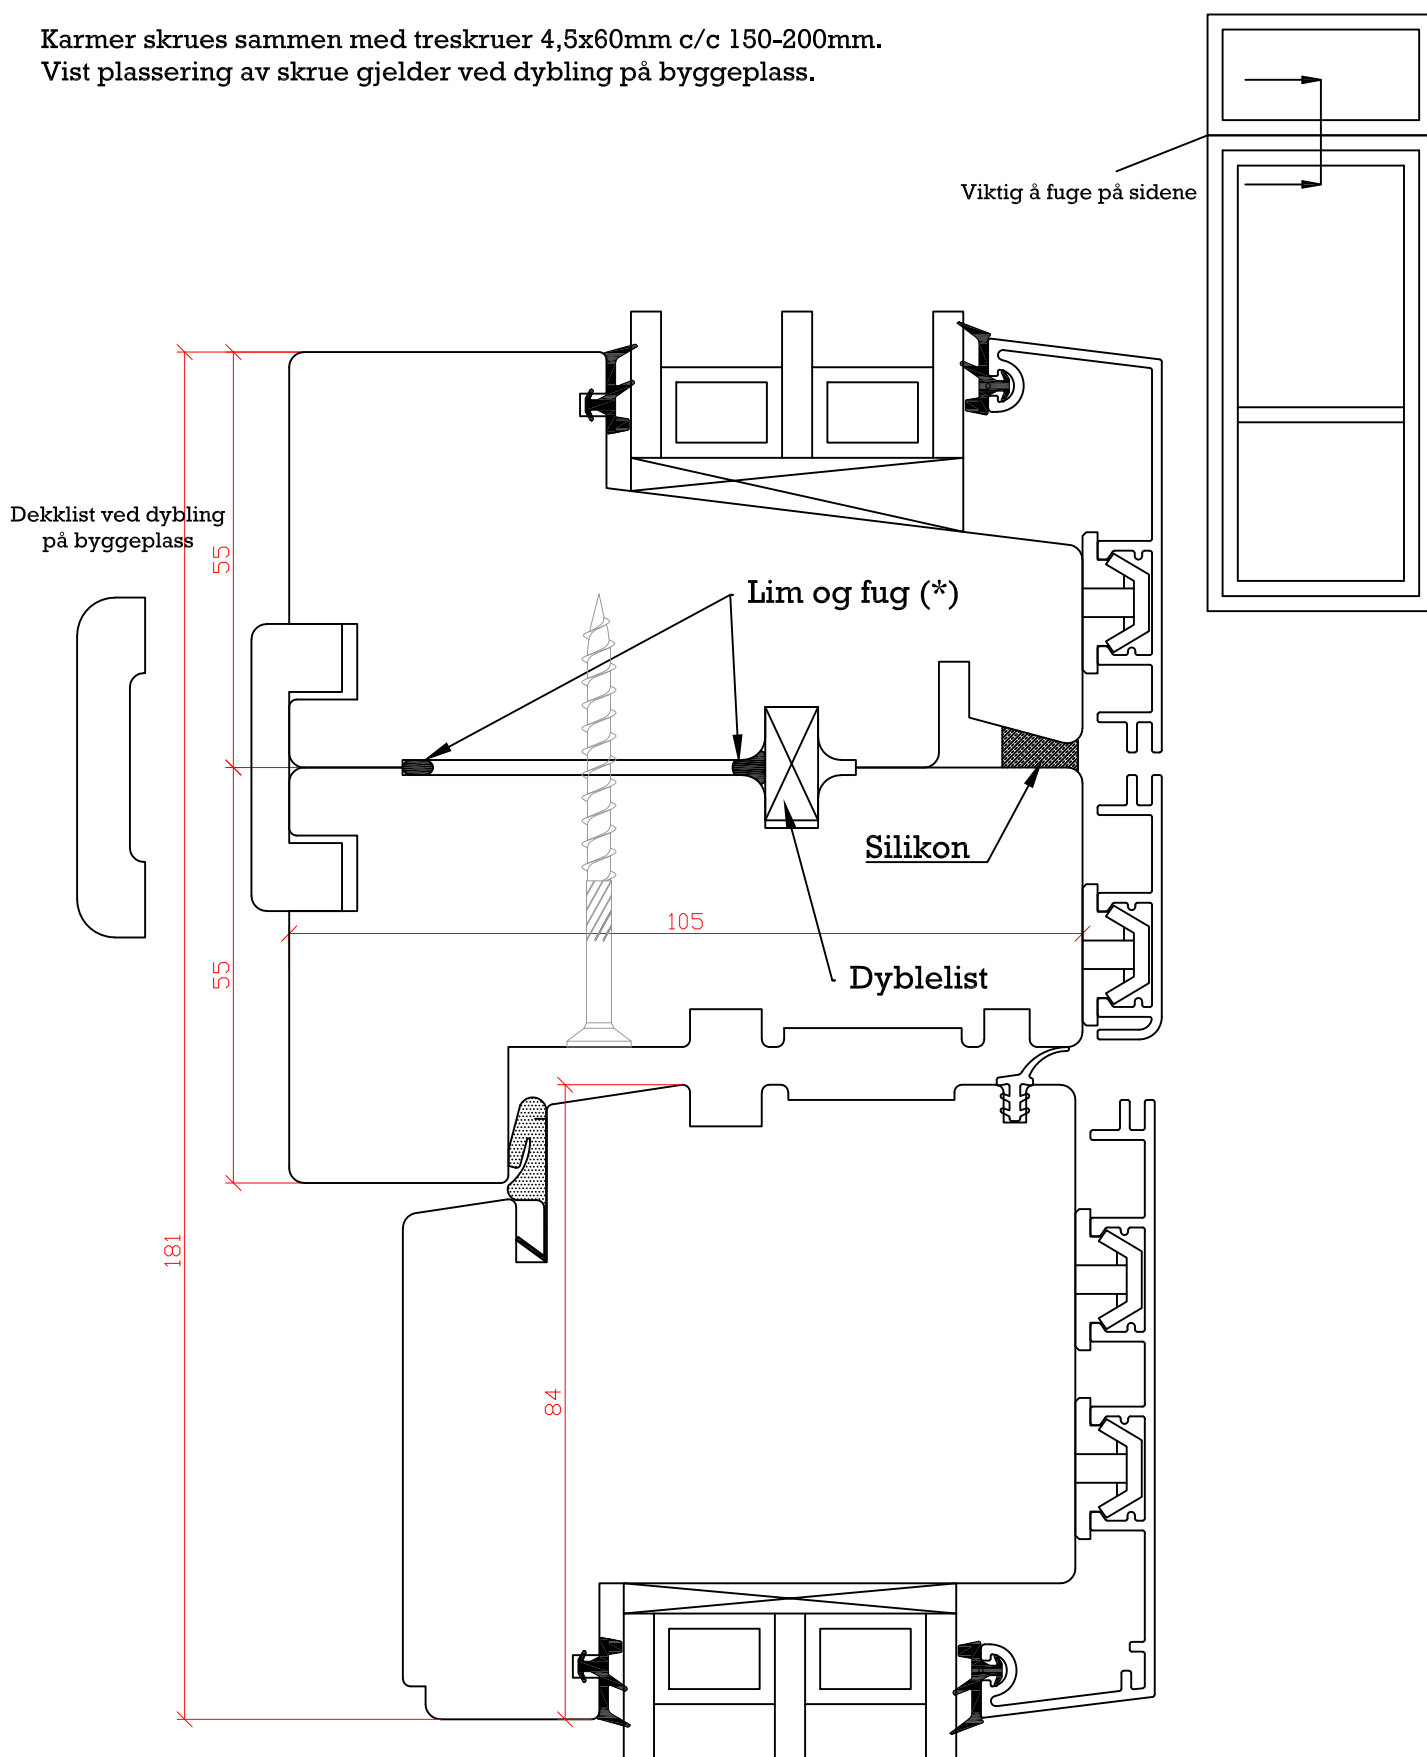 Karmer skrues sammen med treskruer 4,5x60mm c/c 150-200mm.
Vist plassering av skrue gjelder ved dybling på byggeplass.
Viktig å fuge på sidene
Dekklist ved dybling
på byggeplass
55
Lim og fug (*)
Silikon
105
Dyblelist
55
181
84